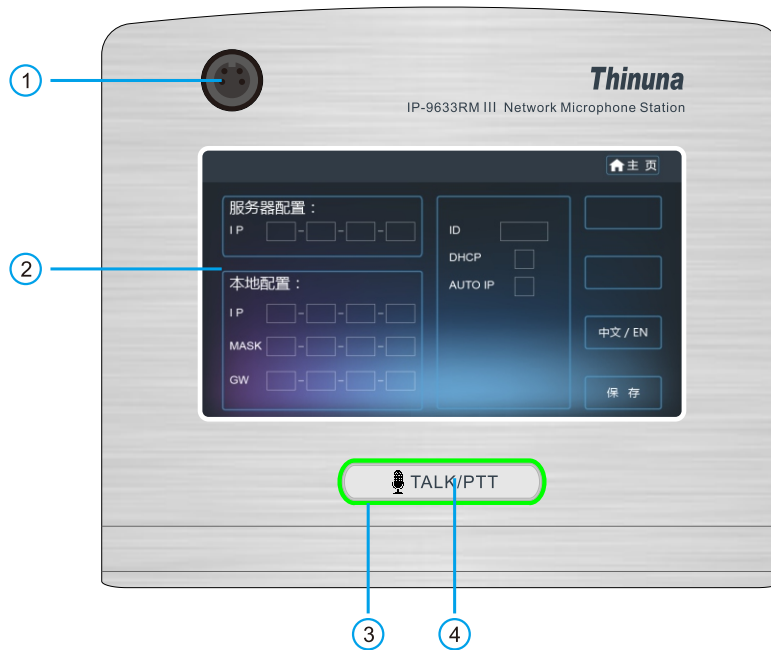 1
Thinuna
IP-9633RM III Network Microphone Station
主 页
服务器配置：
IP - - -
ID
DHCP
2
本地配置：
AUTO IP
IP - - -
中文 / EN
MASK - - -
GW - - -
保 存
TALK/PTT
3
4